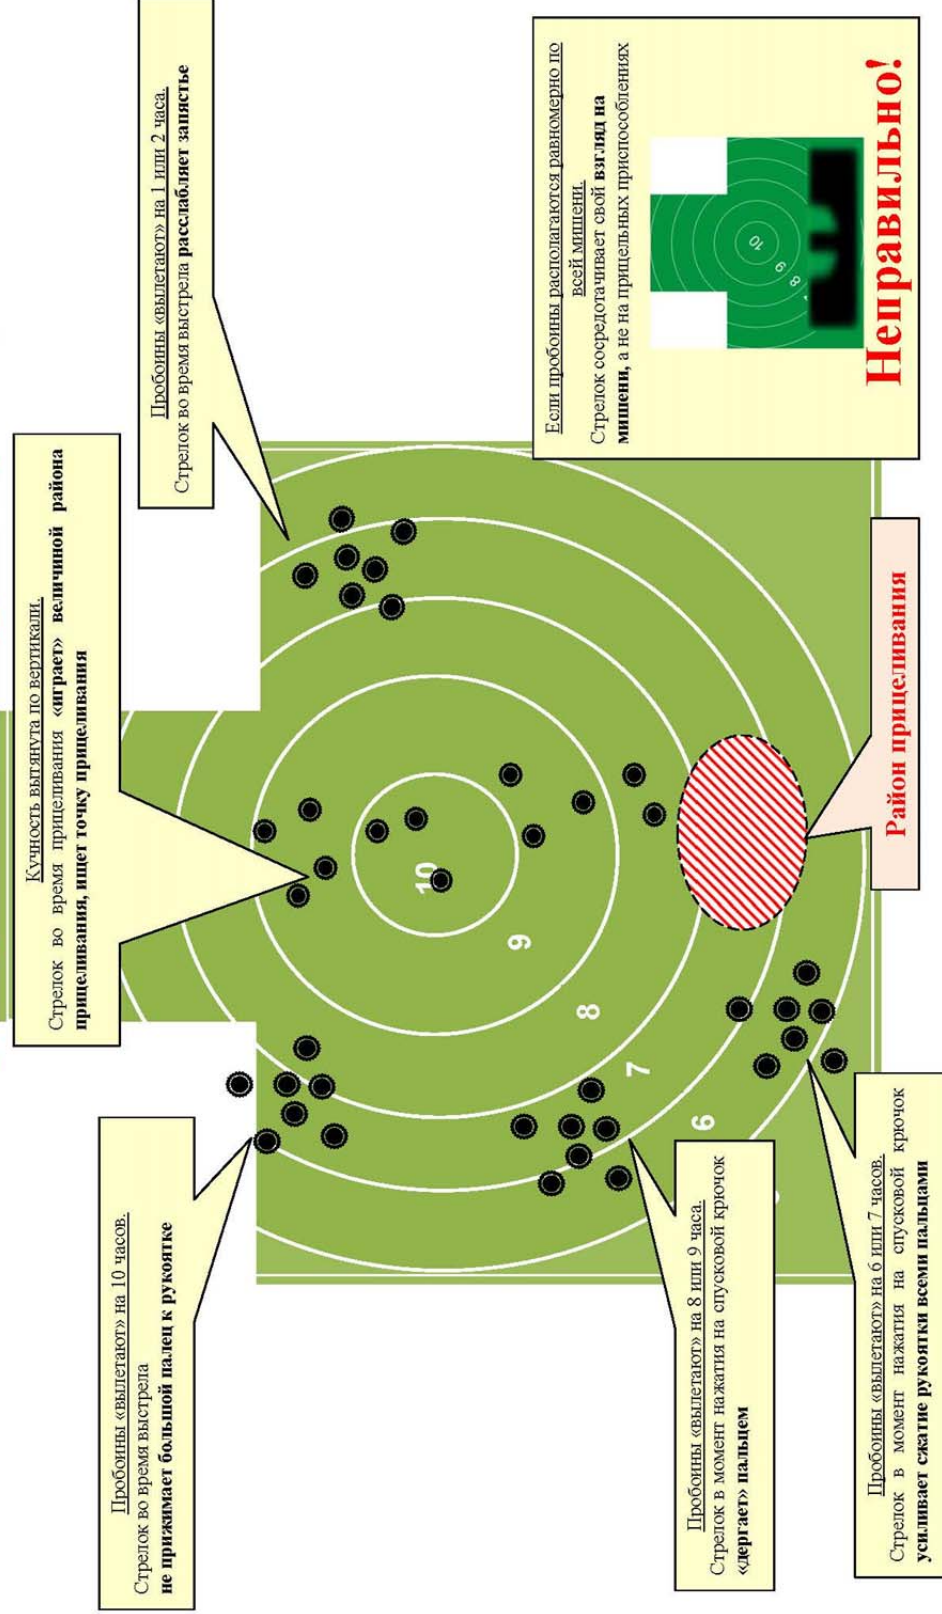 Кучность вытянута по вертикали.
Стрелок во время прицеливания «играет» величиной района
прицеливания, ищет точку прицеливания
Пробоины «вылетают» на 10 часов.
Стрелок во время выстрела
не прижимает большой палец к рукоятке
Пробоины «вылетают» на 1 или 2 часа.
Стрелок во время выстрела расслабляет запястье
10
9
8
7
6
Пробоины «вылетают» на 8 или 9 часа.
Стрелок в момент нажатия на спусковой крючок
«дергает» пальцем
Пробоины «вылетают» на 6 или 7 часов.
Стрелок в момент нажатия на спусковой крючок
усиливает сжатие рукоятки всеми пальцами
Район прицеливания
Если пробоины располагаются равномерно по
всей мишени.
Стрелок сосредотачивает свой взгляд на
мишени, а не на прицельных приспособлениях
10
9
8
Неправильно!